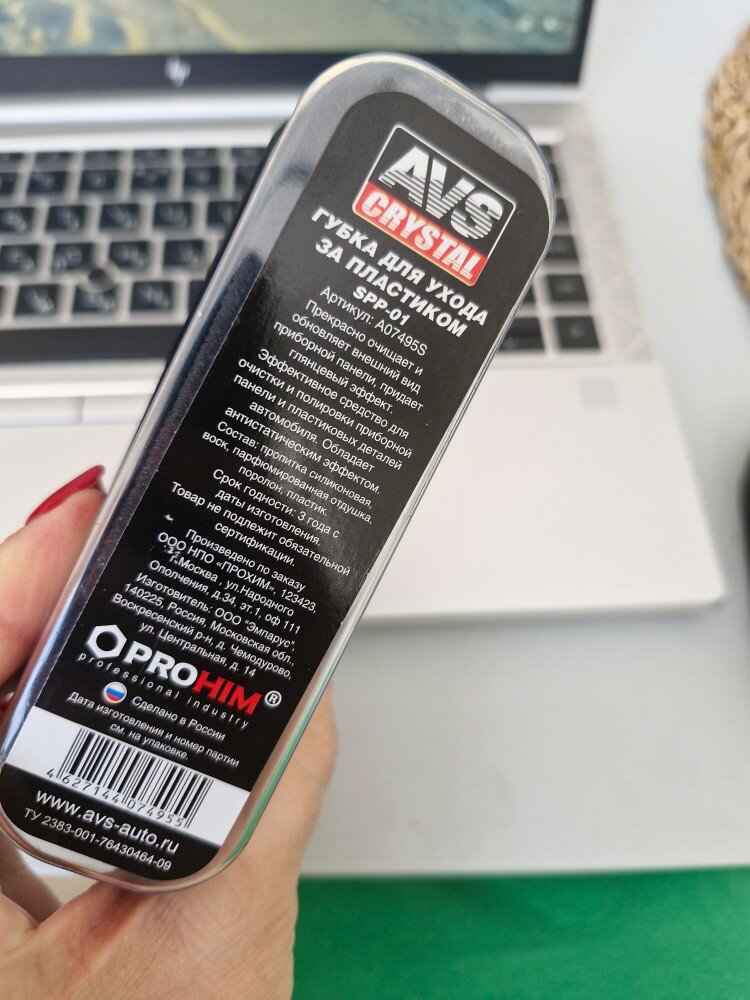 AVS
CRYSTAL
ГУБКА ДЛЯ УХОДА
ЗА ПЛАСТИКОМ
SPP-01
Артикул: A07495S
Прекрасно очищает и
обновляет внешний вид
приборной панели, придает
глянцевый эффект.
Эффективное средство для
очистки и полировки приборной
панели и пластиковых деталей
автомобиля. Обладает
антистатическим эффектом.
Состав: пропитка силиконовая,
воск, парфюмированная отдушка,
поролон, пластик.
Срок годности: 3 года с
даты изготовления.
Товар не подлежит обязательной
сертификации.
Произведено по заказу
ООО НПО "ПРОХИМ", 123423,
г.Москва , ул.Народного
Ополчения, д.34, эт.1, оф 111
Изготовитель: ООО "Эмпарус",
140225, Россия, Московская обл.,
Воскресенский р-н, д. Чемодурово,
ул. Центральная, д. 14
PROHIM®
professional industry
Сделано в России
Дата изготовления и номер партии
см. на упаковке.
4 627144 074955
www.avs-auto.ru
ТУ 2383-001-76430464-09
hp